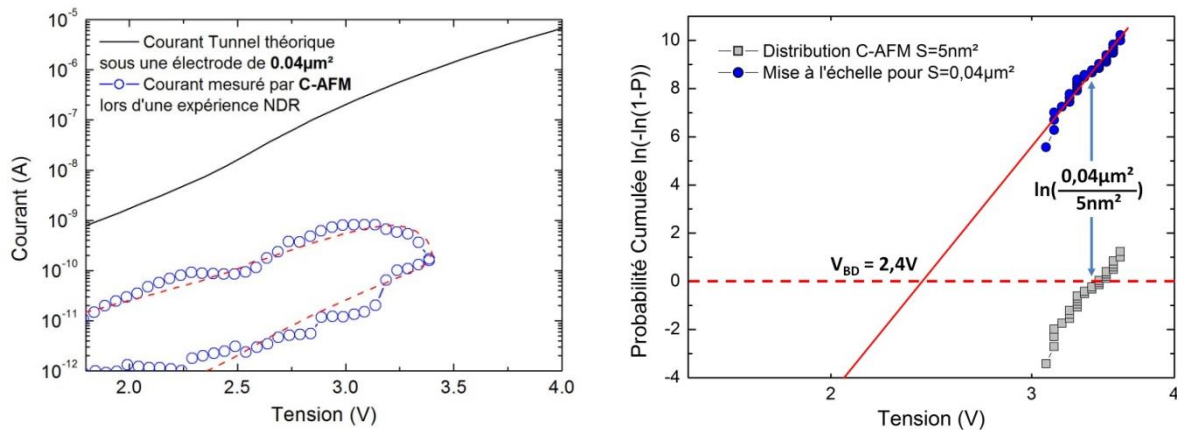 10⁻⁵
10⁻⁶
10⁻⁷
10⁻⁸
10⁻⁹
10⁻¹⁰
10⁻¹¹
10⁻¹²
Courant (A)
Courant Tunnel théorique
sous une électrode de 0.04µm²
Courant mesuré par C-AFM
lors d'une expérience NDR
2.0 2.5 3.0 3.5 4.0
Tension (V)
Probabilité Cumulée ln(-ln(1-P))
10
8
6
4
2
0
-2
-4
Distribution C-AFM S=5nm²
Mise à l'échelle pour S=0,04µm²
ln(0,04µm²/5nm²)
V_BD = 2,4V
2 3 4
Tension (V)